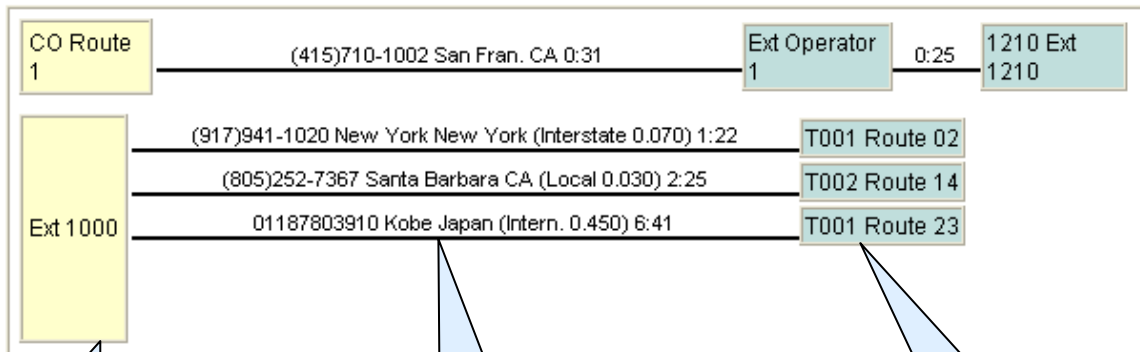 CO Route
1
(415)710-1002 San Fran. CA 0:31
Ext Operator
1
0:25
1210 Ext
1210
Ext 1000
(917)941-1020 New York New York (Interstate 0.070) 1:22
T001 Route 02
(805)252-7367 Santa Barbara CA (Local 0.030) 2:25
T002 Route 14
01187803910 Kobe Japan (Intern. 0.450) 6:41
T001 Route 23